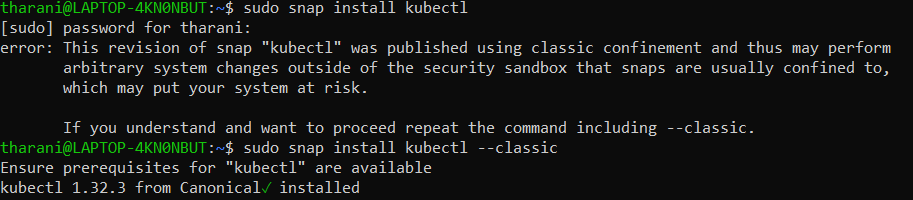 tharani@LAPTOP-4KN0NBUT:~$ sudo snap install kubectl
[sudo] password for tharani:
error: This revision of snap "kubectl" was published using classic confinement and thus may perform
       arbitrary system changes outside of the security sandbox that snaps are usually confined to,
       which may put your system at risk.

       If you understand and want to proceed repeat the command including --classic.
tharani@LAPTOP-4KN0NBUT:~$ sudo snap install kubectl --classic
Ensure prerequisites for "kubectl" are available
kubectl 1.32.3 from Canonical✓ installed